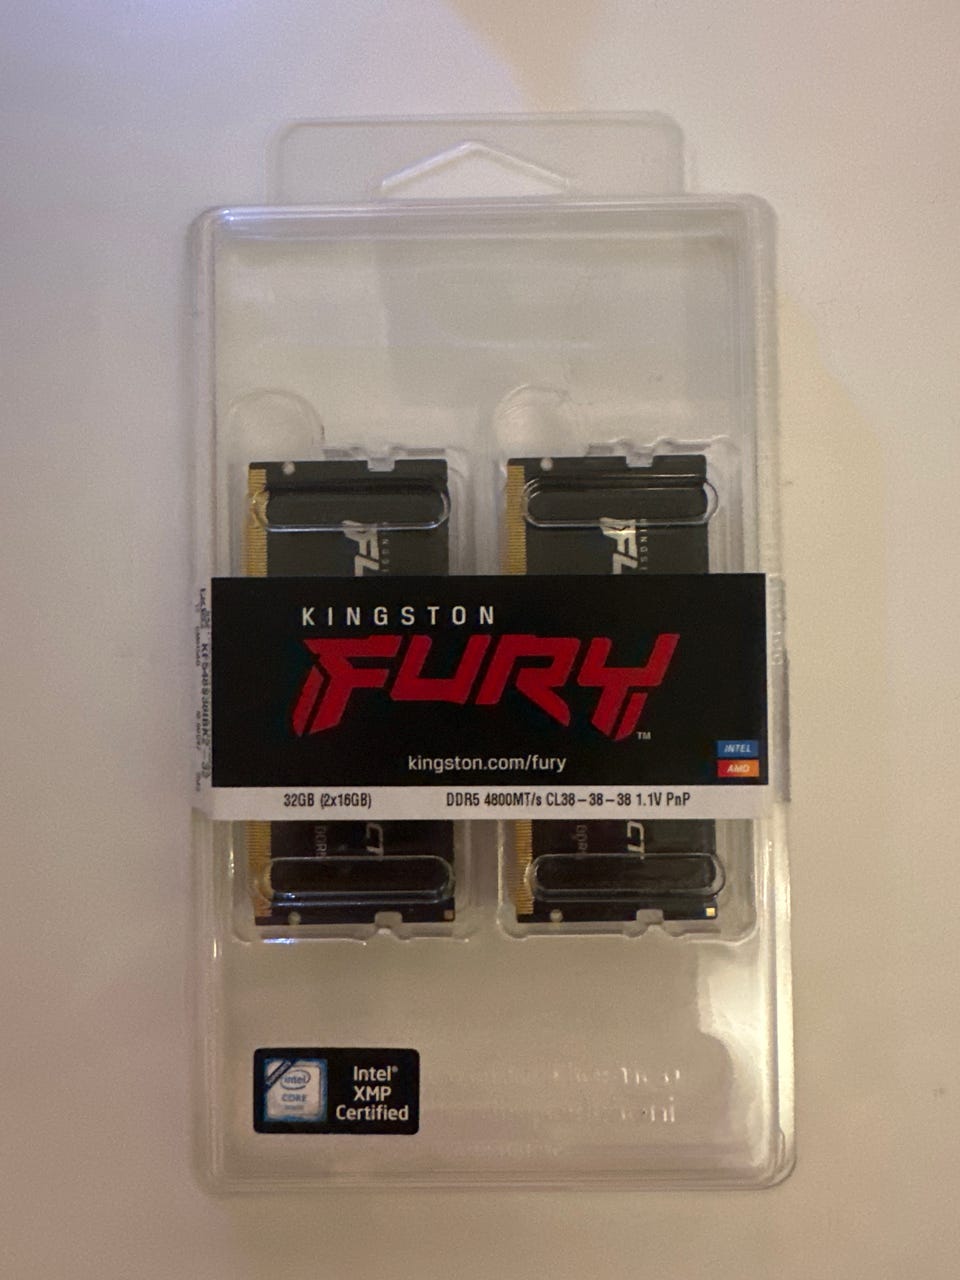 KINGSTON
FURY™
kingston.com/fury
INTEL
AMD
32GB (2x16GB)
DDR5 4800MT/s CL38-38-38 1.1V PnP
intel
CORE
Intel®
XMP
Certified